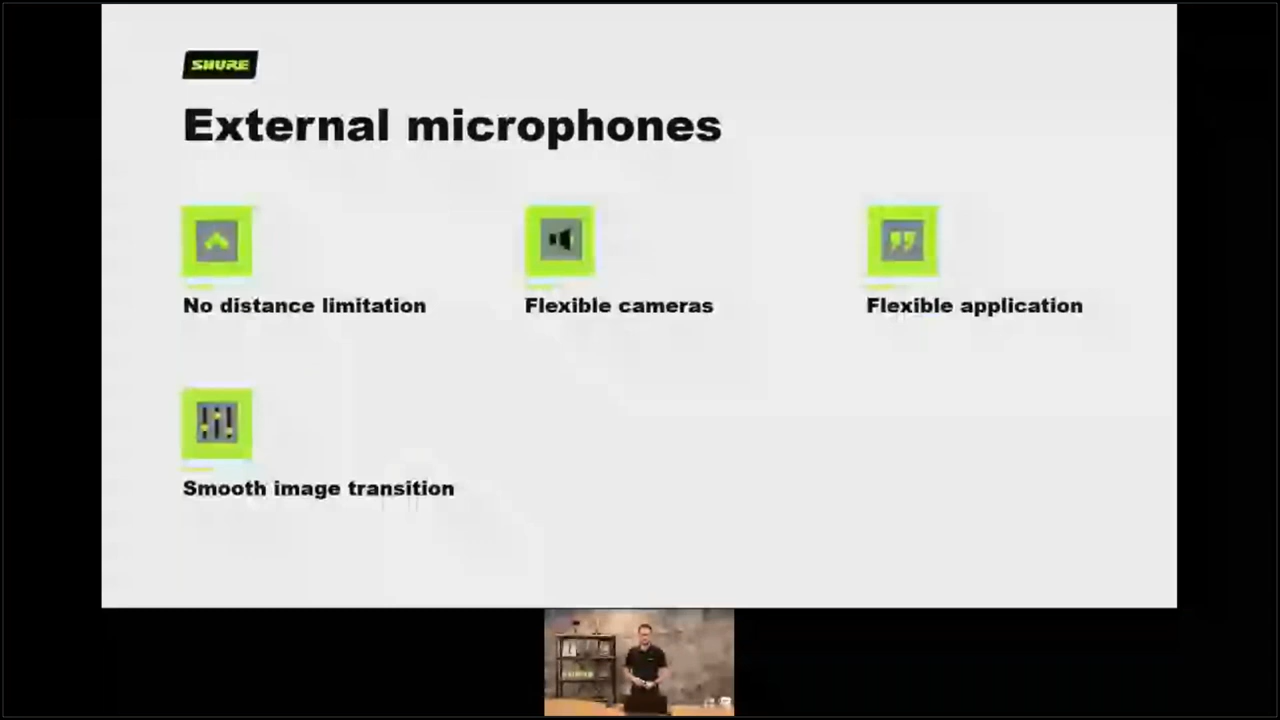 SHURE
External microphones
No distance limitation
Flexible cameras
Flexible application
Smooth image transition